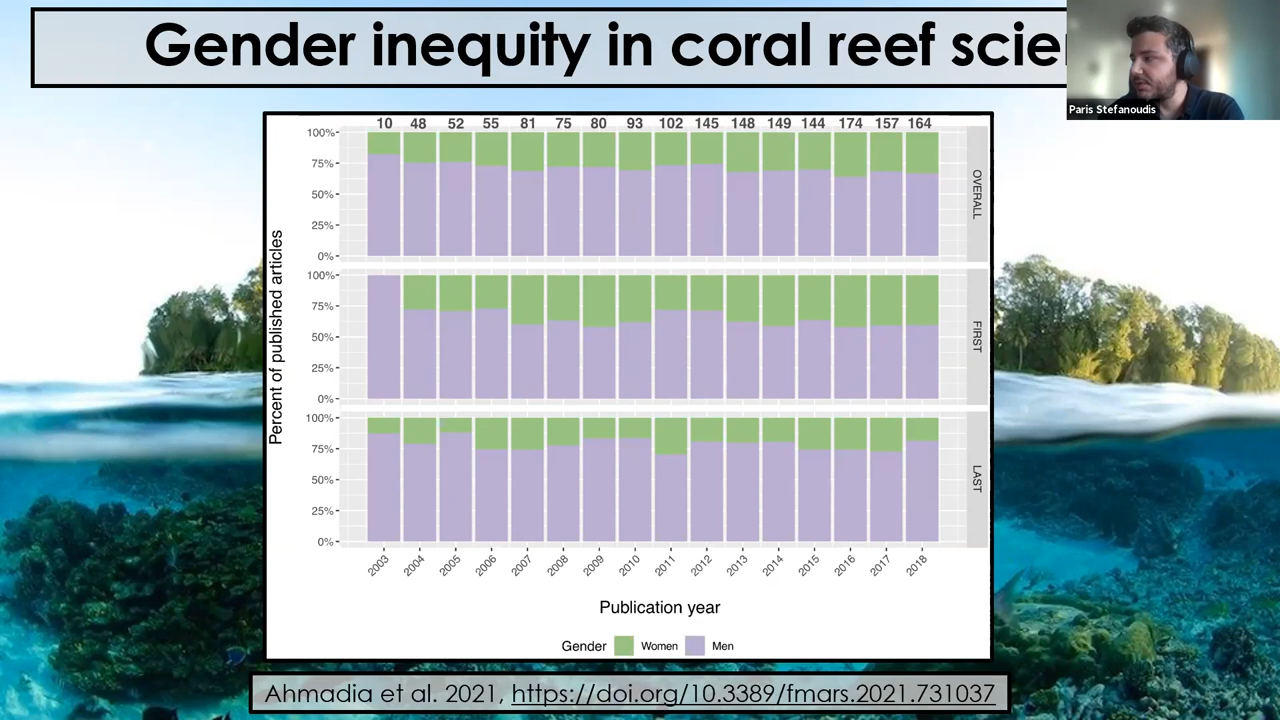 Gender inequity in coral reef scie
Paris Stefanoudis
10 48 52 55 81 75 80 93 102 145 148 149 144 174 157 164
100%
75%
50%
25%
0%
OVERALL
100%
75%
50%
25%
0%
FIRST
100%
75%
50%
25%
0%
LAST
Percent of published articles
2003 2004 2005 2006 2007 2008 2009 2010 2011 2012 2013 2014 2015 2016 2017 2018
Publication year
Gender Women Men
Ahmadia et al. 2021, https://doi.org/10.3389/fmars.2021.731037